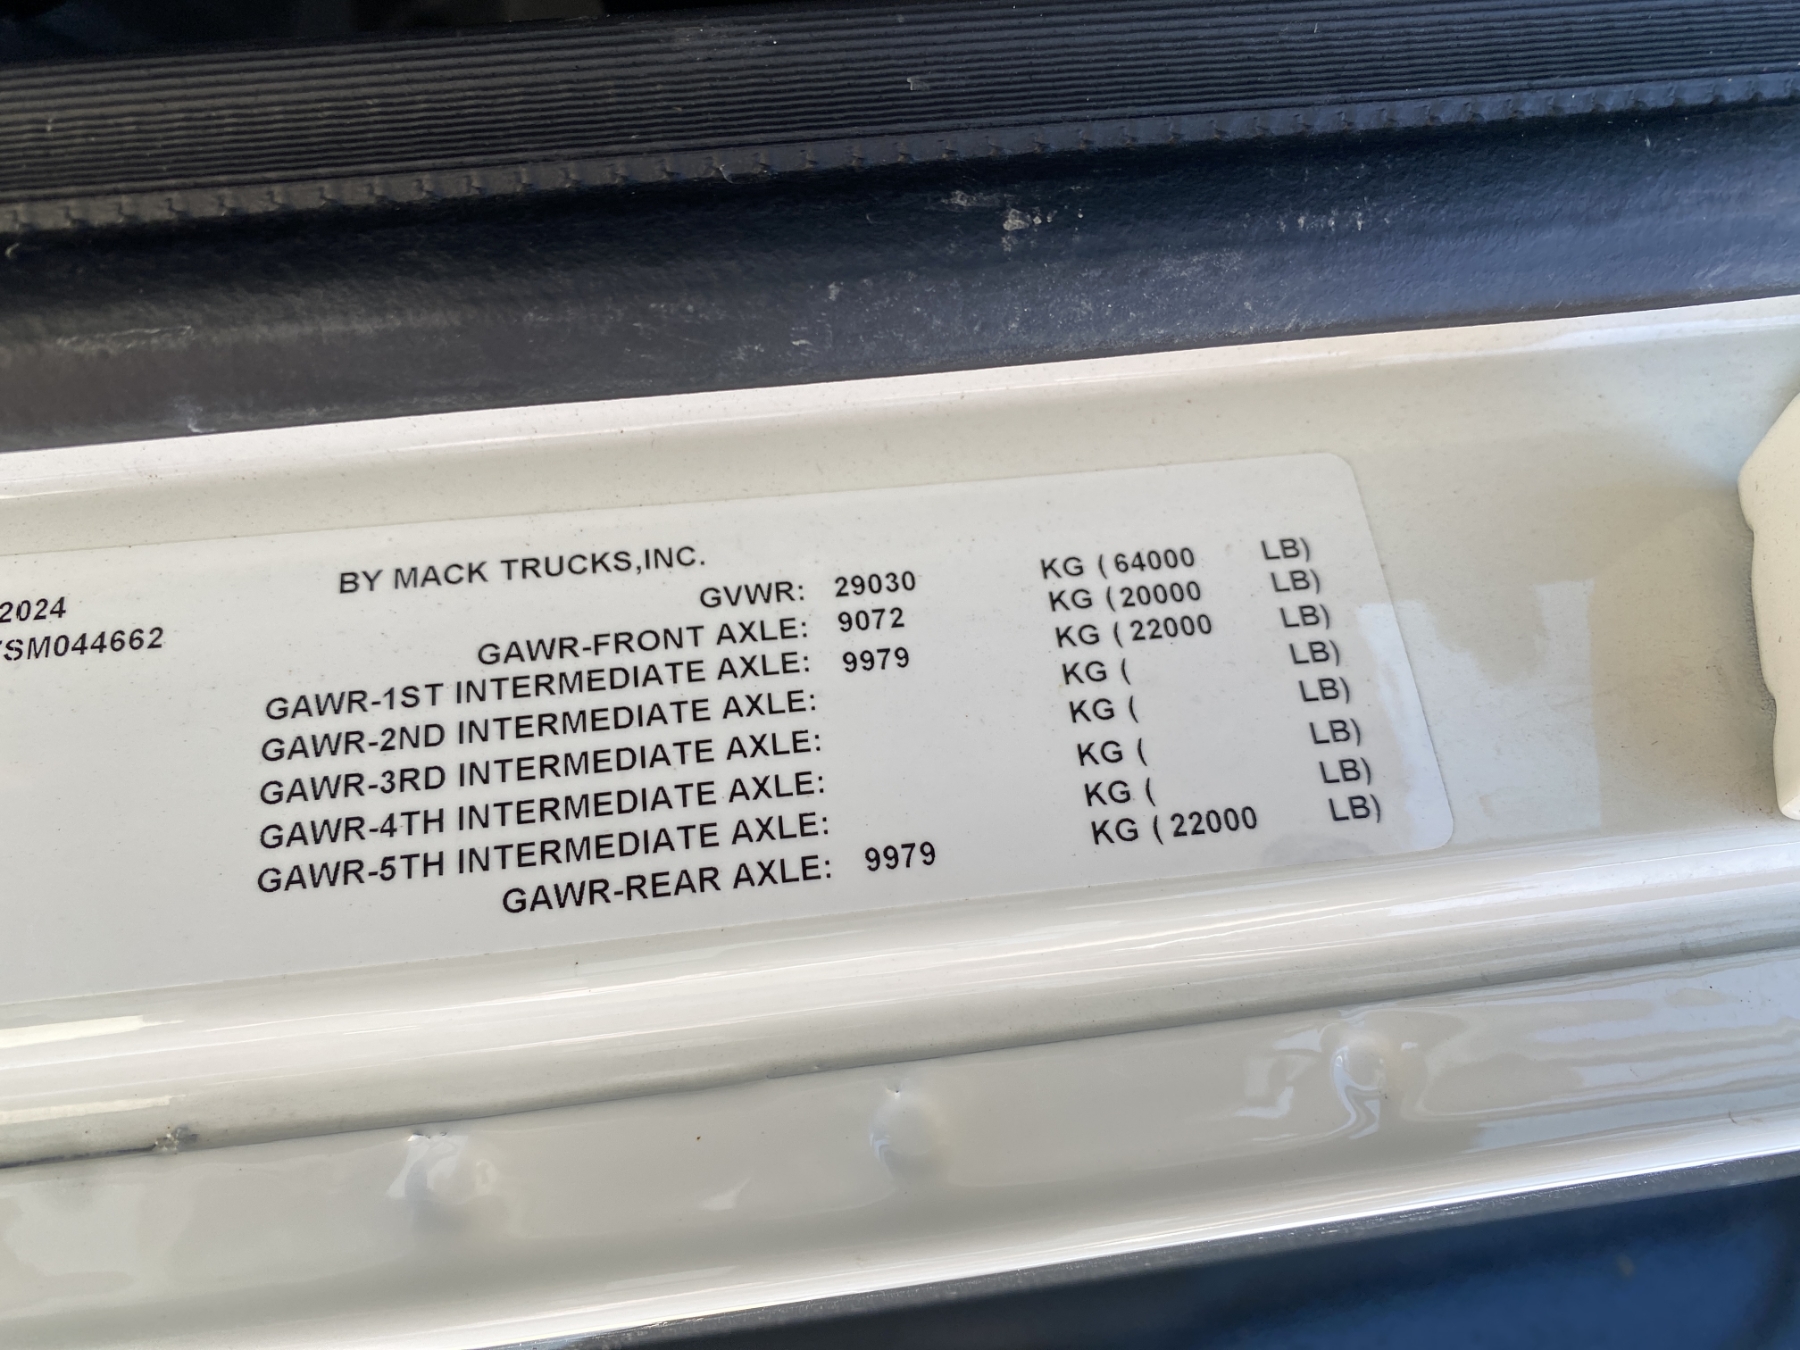 BY MACK TRUCKS,INC.
2024
GVWR: 29030 KG (64000 LB)
SM044662
GAWR-FRONT AXLE: 9072 KG (20000 LB)
GAWR-1ST INTERMEDIATE AXLE: 9979 KG (22000 LB)
GAWR-2ND INTERMEDIATE AXLE: KG ( LB)
GAWR-3RD INTERMEDIATE AXLE: KG ( LB)
GAWR-4TH INTERMEDIATE AXLE: KG ( LB)
GAWR-5TH INTERMEDIATE AXLE: KG ( LB)
GAWR-REAR AXLE: 9979 KG (22000 LB)